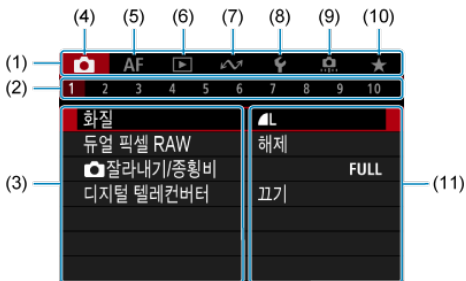 (4) (5) (6) (7) (8) (9) (10)
(1) AF
(2) 1 2 3 4 5 6 7 8 9 10
화질 L
듀얼 픽셀 RAW 해제
잘라내기/종횡비 FULL
(3) (11)
디지털 텔레컨버터 끄기